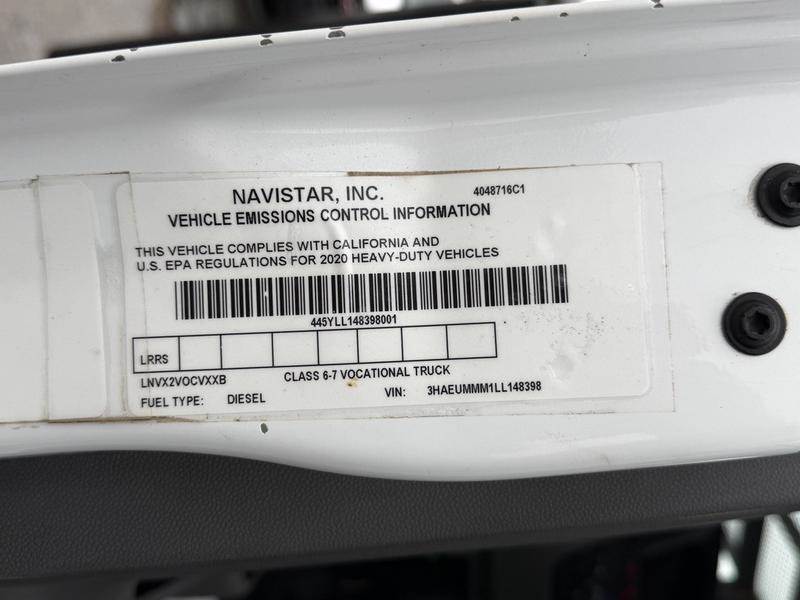 NAVISTAR, INC. 4048716C1
VEHICLE EMISSIONS CONTROL INFORMATION
THIS VEHICLE COMPLIES WITH CALIFORNIA AND
U.S. EPA REGULATIONS FOR 2020 HEAVY-DUTY VEHICLES
445YLL148398001
LRRS
LNVX2VOCVXXB CLASS 6-7 VOCATIONAL TRUCK
FUEL TYPE: DIESEL VIN: 3HAEUMMM1LL148398